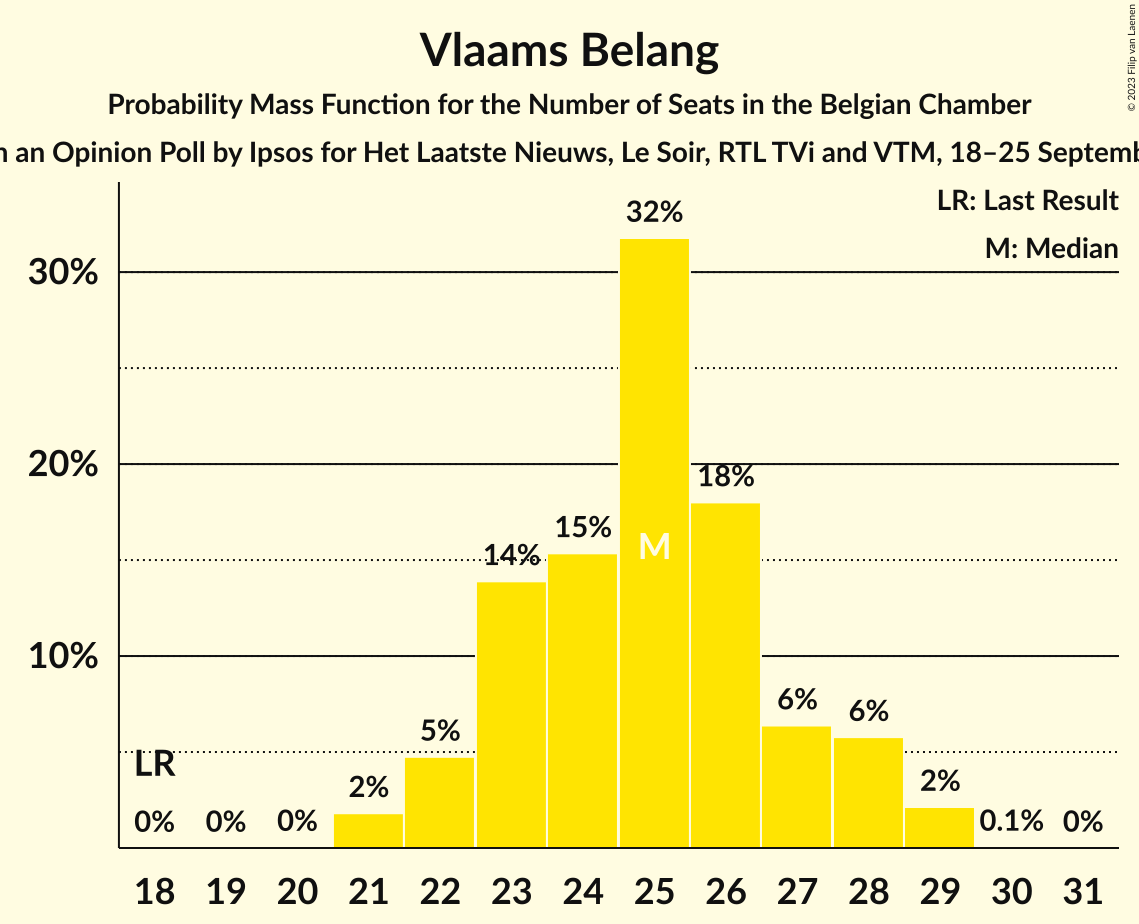 © 2023 Filip van Laenen
Vlaams Belang
Probability Mass Function for the Number of Seats in the Belgian Chamber
an Opinion Poll by Ipsos for Het Laatste Nieuws, Le Soir, RTL TVi and VTM, 18–25
LR: Last Result
M: Median
30%
20%
10%
LR
0%
0%
0%
2%
5%
14%
15%
32%
M
18%
6%
6%
2%
0.1%
0%
18 19 20 21 22 23 24 25 26 27 28 29 30 31